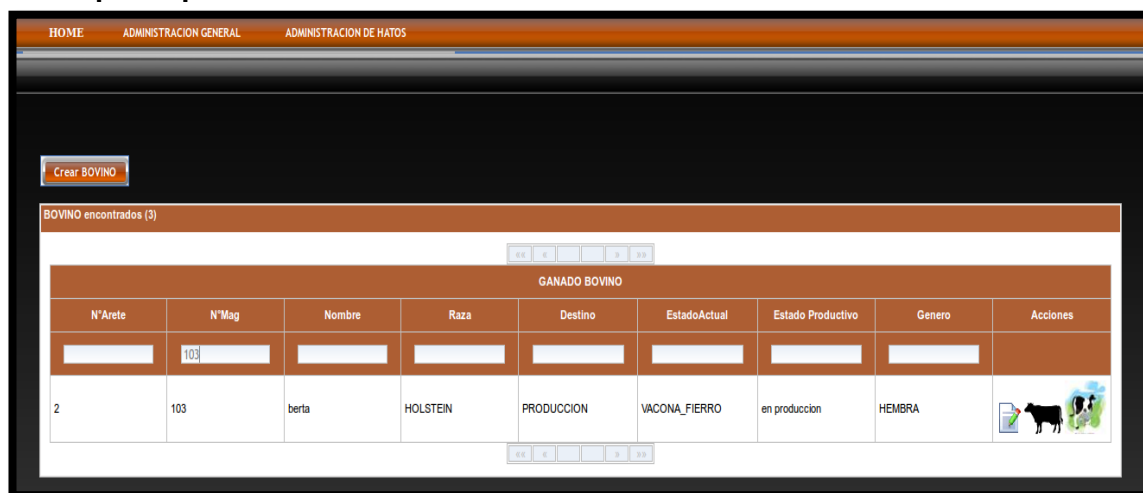 HOME ADMINISTRACION GENERAL ADMINISTRACION DE HATOS
Crear BOVINO
BOVINO encontrados (3)
«« « » »»
GANADO BOVINO
N°Arete N°Mag Nombre Raza Destino EstadoActual Estado Productivo Genero Acciones
103
2 103 berta HOLSTEIN PRODUCCION VACONA_FIERRO en produccion HEMBRA
«« « » »»